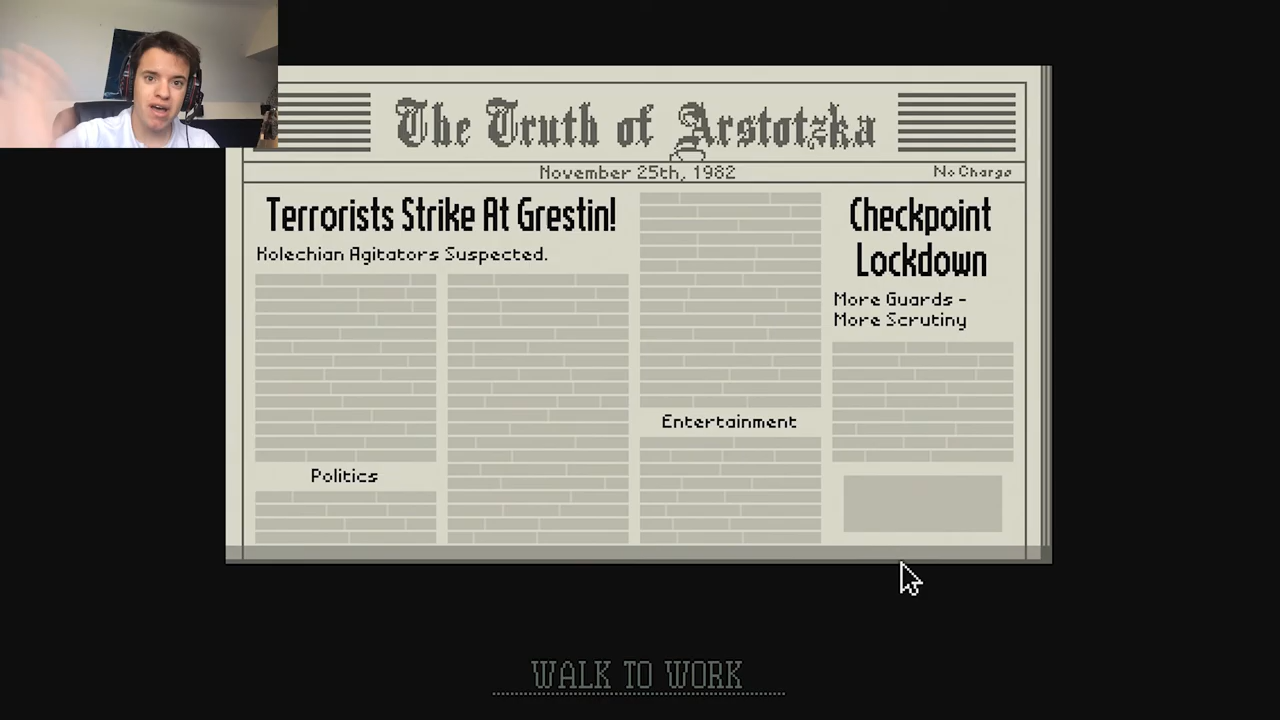 The Truth of Arstotzka
November 25th, 1982
No Charge
Terrorists Strike At Grestin!
Kolechian Agitators Suspected.
Politics
Entertainment
Checkpoint
Lockdown
More Guards -
More Scrutiny
WALK TO WORK